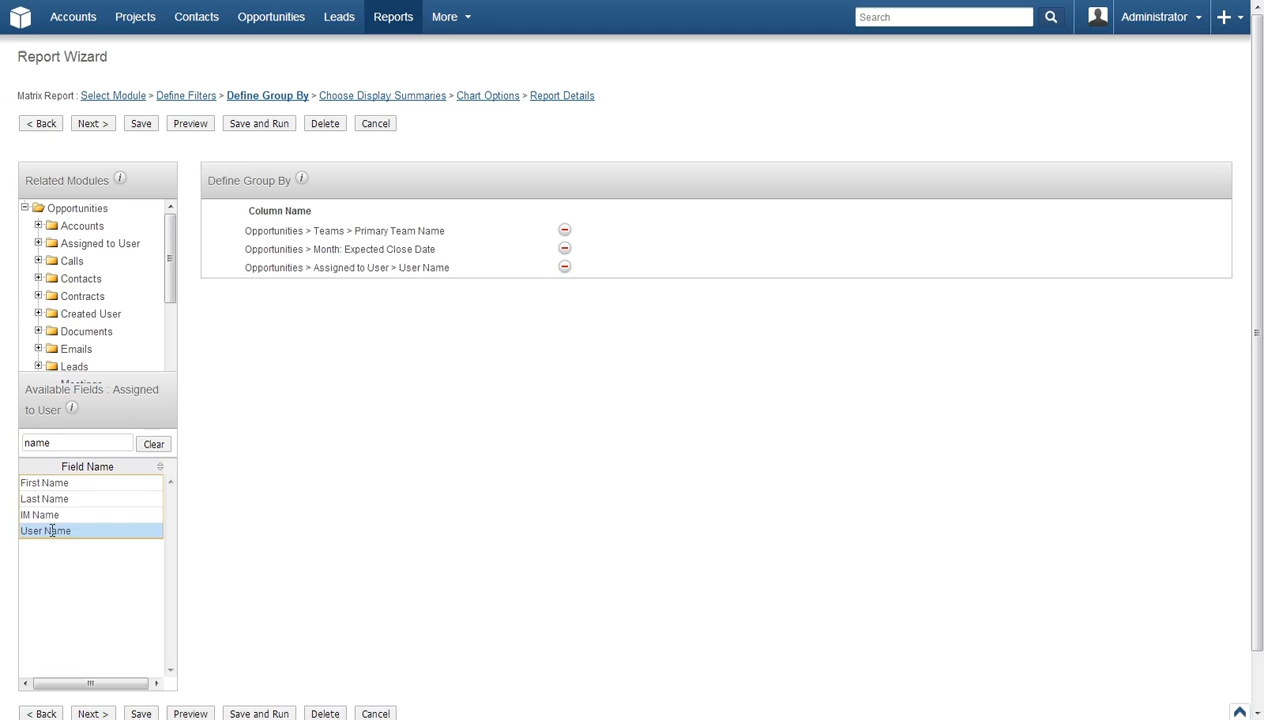 Accounts Projects Contacts Opportunities Leads Reports More Search Administrator
Report Wizard
Matrix Report : Select Module > Define Filters > Define Group By > Choose Display Summaries > Chart Options > Report Details
< Back Next > Save Preview Save and Run Delete Cancel
Related Modules
Define Group By
Opportunities
Accounts
Assigned to User
Calls
Contacts
Contracts
Created User
Documents
Emails
Leads
Meetings
Column Name
Opportunities > Teams > Primary Team Name
Opportunities > Month: Expected Close Date
Opportunities > Assigned to User > User Name
Available Fields : Assigned
to User
name Clear
Field Name
First Name
Last Name
IM Name
User Name
< Back Next > Save Preview Save and Run Delete Cancel